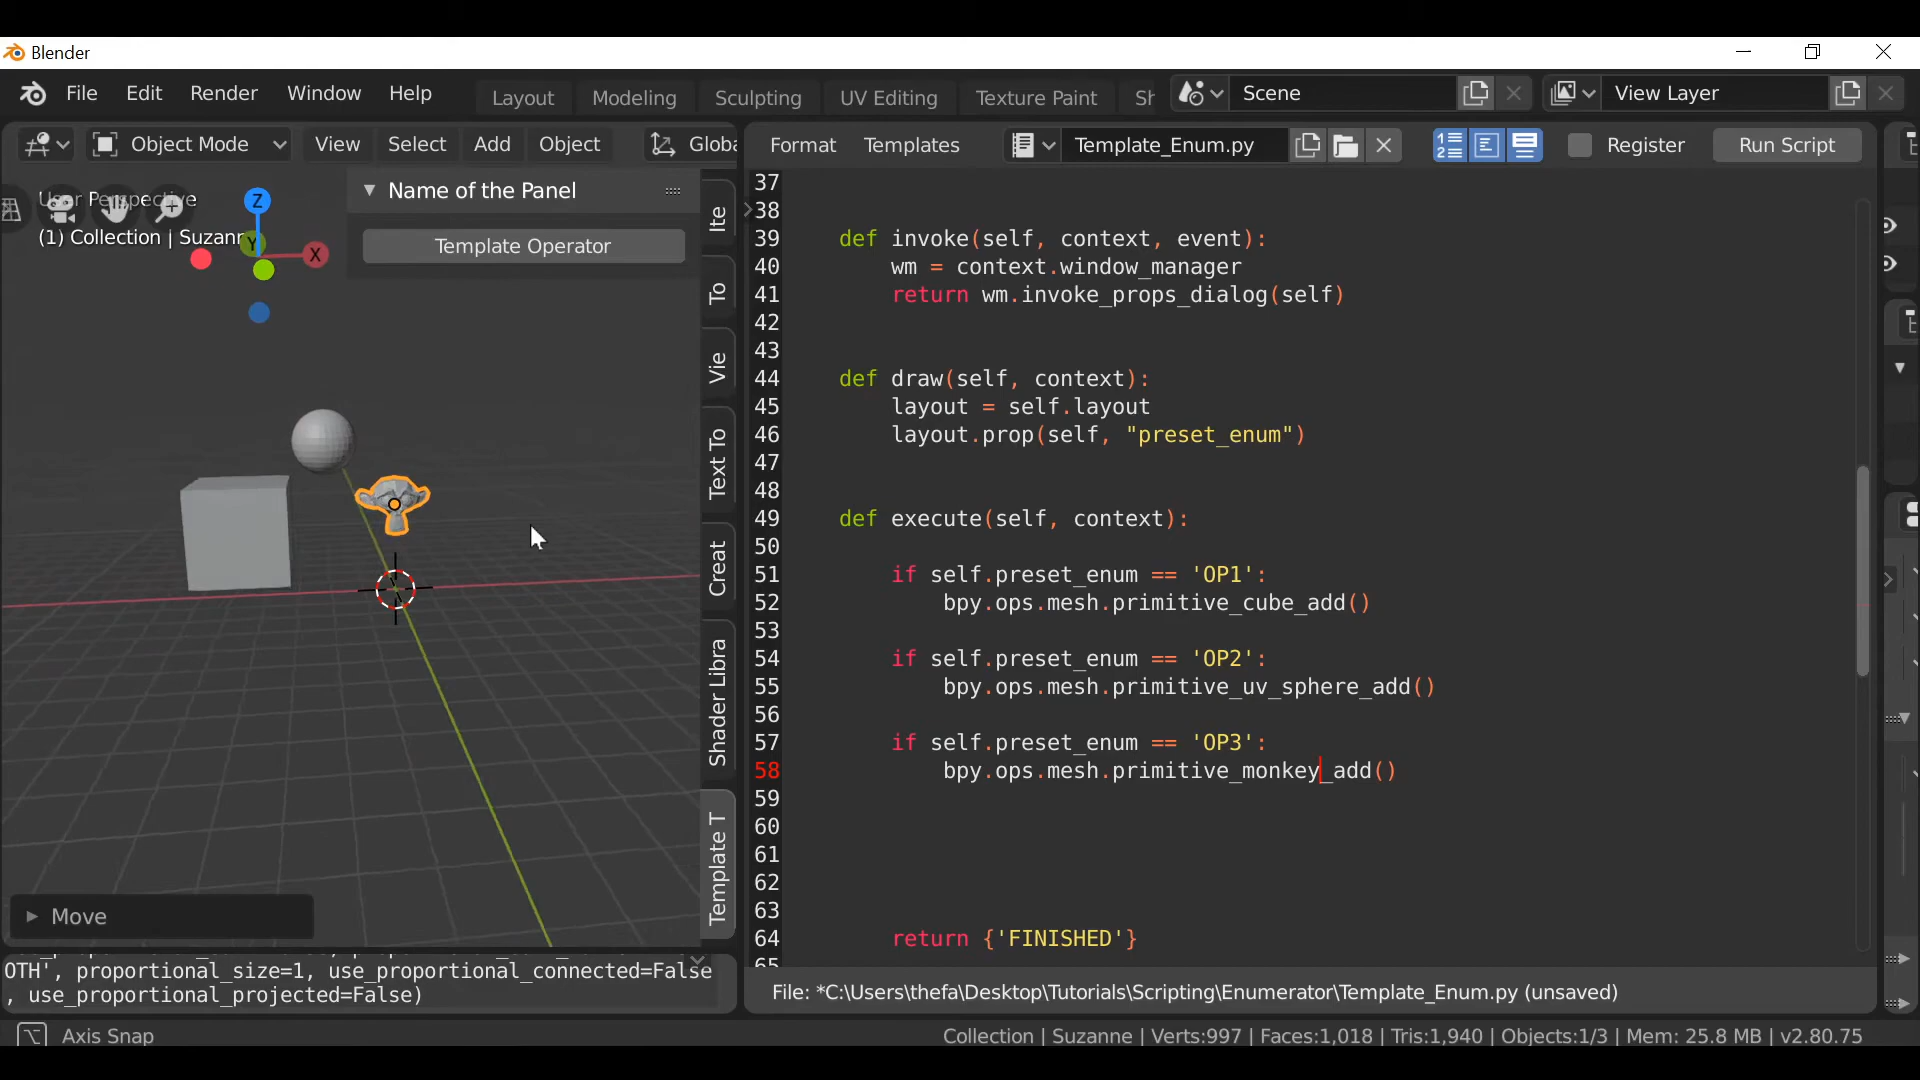 Blender
File Edit Render Window Help Layout Modeling Sculpting UV Editing Texture Paint Sh Scene View Layer
Object Mode View Select Add Object Globa
Format Templates Template_Enum.py Register Run Script
User Perspective
(1) Collection | Suzann
Z
Y
X
Name of the Panel
Template Operator
Ite
To
Vie
Text To
Creat
Shader Libra
Template T
Move
OTH', proportional_size=1, use_proportional_connected=False
, use_proportional_projected=False)
37
38
39 def invoke(self, context, event):
40 wm = context.window_manager
41 return wm.invoke_props_dialog(self)
42
43
44 def draw(self, context):
45 layout = self.layout
46 layout.prop(self, "preset_enum")
47
48
49 def execute(self, context):
50
51 if self.preset_enum == 'OP1':
52 bpy.ops.mesh.primitive_cube_add()
53
54 if self.preset_enum == 'OP2':
55 bpy.ops.mesh.primitive_uv_sphere_add()
56
57 if self.preset_enum == 'OP3':
58 bpy.ops.mesh.primitive_monkey_add()
59
60
61
62
63
64 return {'FINISHED'}
65
File: *C:\Users\thefa\Desktop\Tutorials\Scripting\Enumerator\Template_Enum.py (unsaved)
Axis Snap
Collection | Suzanne | Verts:997 | Faces:1,018 | Tris:1,940 | Objects:1/3 | Mem: 25.8 MB | v2.80.75